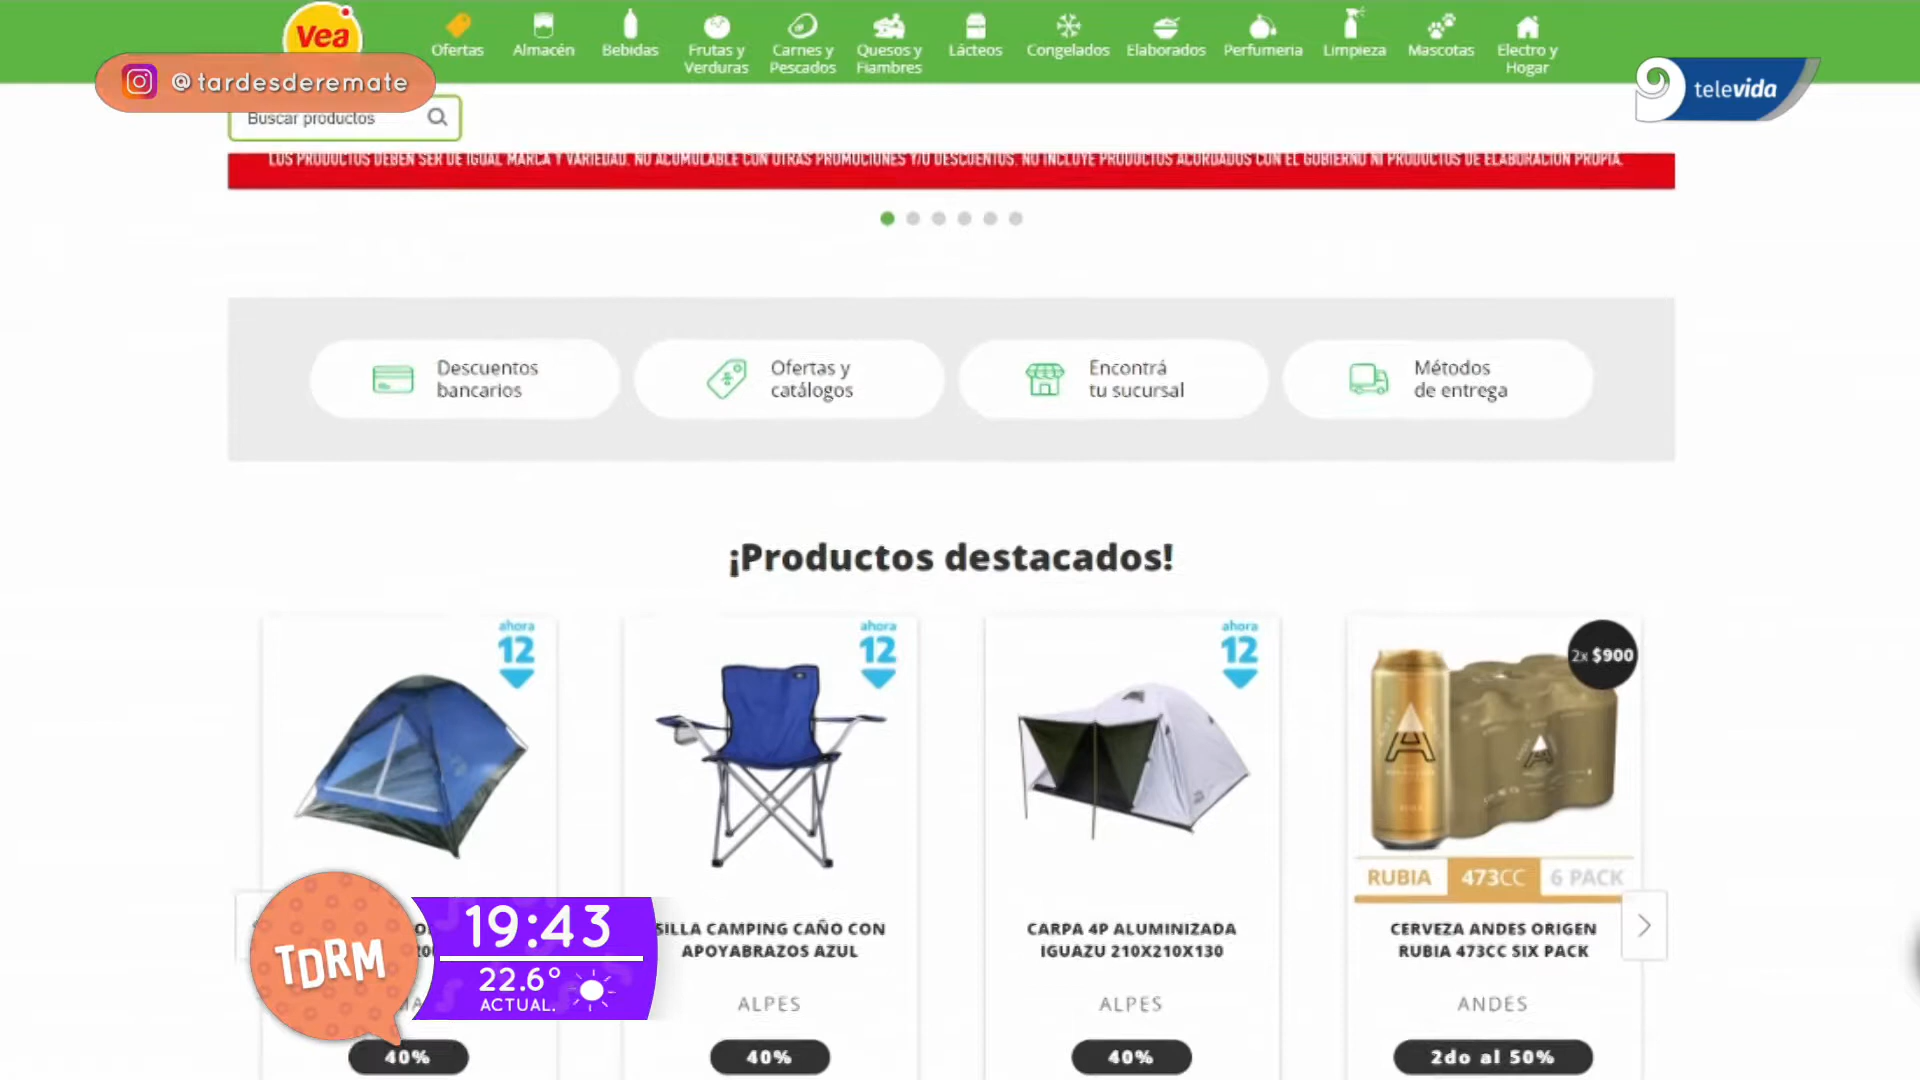 Vea
Ofertas
Almacén
Bebidas
Frutas y
Verduras
Carnes y
Pescados
Quesos y
Fiambres
Lácteos
Congelados
Elaborados
Perfumeria
Limpieza
Mascotas
Electro y
Hogar
@tardesderemate
9 televida
Buscar productos
LOS PRODUCTOS DEBEN SER DE IGUAL MARCA Y VARIEDAD. NO ACUMULABLE CON OTRAS PROMOCIONES Y/O DESCUENTOS. NO INCLUYE PRODUCTOS ACORDADOS CON EL GOBIERNO NI PRODUCTOS DE ELABORACIÓN PROPIA.
Descuentos
bancarios
Ofertas y
catálogos
Encontrá
tu sucursal
Métodos
de entrega
¡Productos destacados!
ahora
12
ahora
12
ahora
12
2x $900
RUBIA 473CC 6 PACK
SILLA CAMPING CAÑO CON
APOYABRAZOS AZUL
CARPA 4P ALUMINIZADA
IGUAZU 210X210X130
CERVEZA ANDES ORIGEN
RUBIA 473CC SIX PACK
ALPES
ALPES
ANDES
TDRM
19:43
22.6°
ACTUAL.
40%
40%
40%
2do al 50%